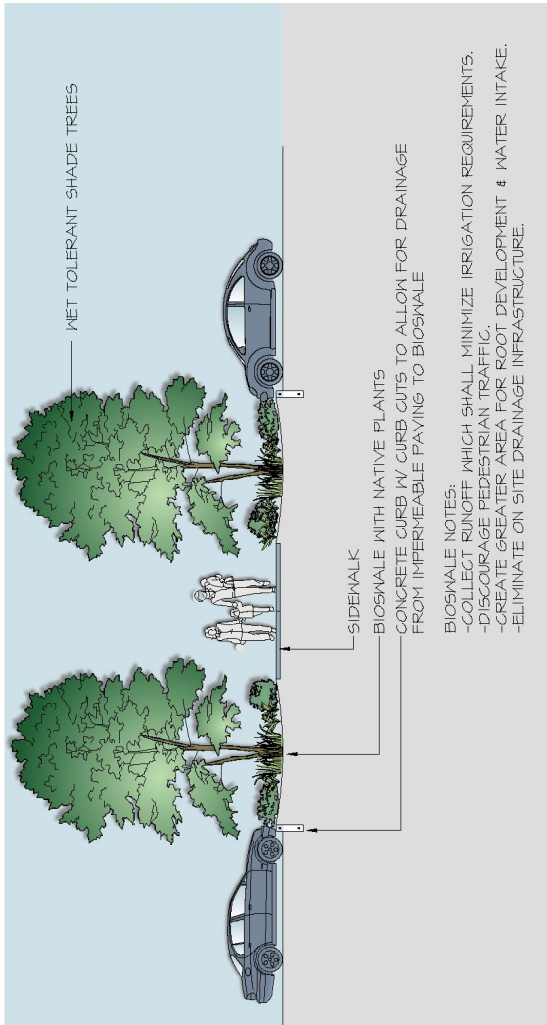 WET TOLERANT SHADE TREES
SIDEWALK
BIOSWALE WITH NATIVE PLANTS
CONCRETE CURB W/ CURB CUTS TO ALLOW FOR DRAINAGE
FROM IMPERMEABLE PAVING TO BIOSWALE
BIOSWALE NOTES:
-COLLECT RUNOFF WHICH SHALL MINIMIZE IRRIGATION REQUIREMENTS.
-DISCOURAGE PEDESTRIAN TRAFFIC.
-CREATE GREATER AREA FOR ROOT DEVELOPMENT & WATER INTAKE.
-ELIMINATE ON SITE DRAINAGE INFRASTRUCTURE.